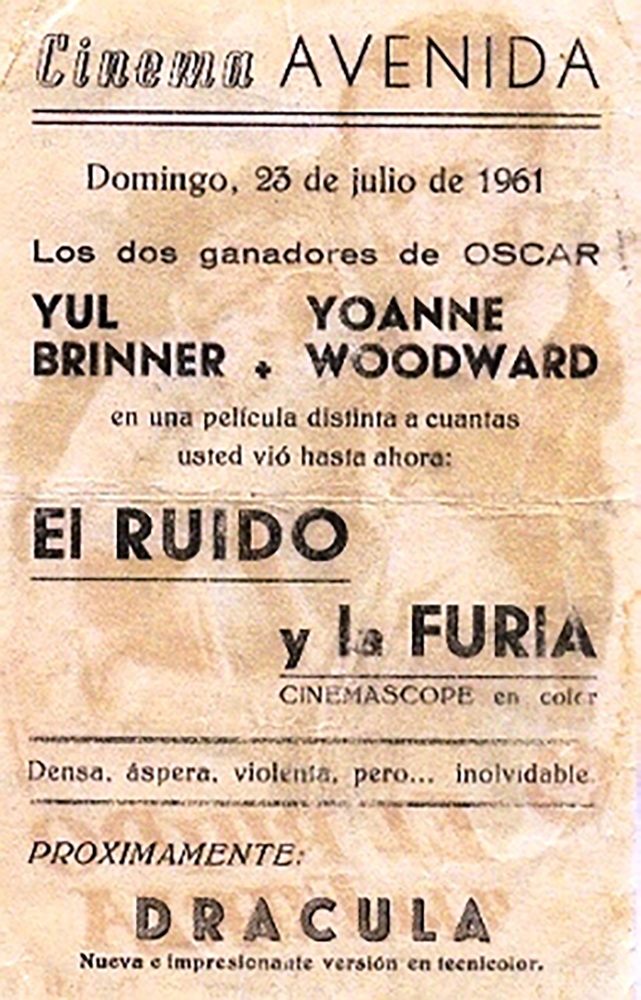 Cinema AVENIDA
Domingo, 23 de julio de 1961
Los dos ganadores de OSCAR
YUL YOANNE
BRINNER + WOODWARD
en una película distinta a cuantas
usted vió hasta ahora:
El RUIDO
y la FURIA
CINEMASCOPE en color
Densa, áspera, violenta, pero... inolvidable.
PROXIMAMENTE:
DRACULA
Nueva e impresionante versión en tecnicolor.